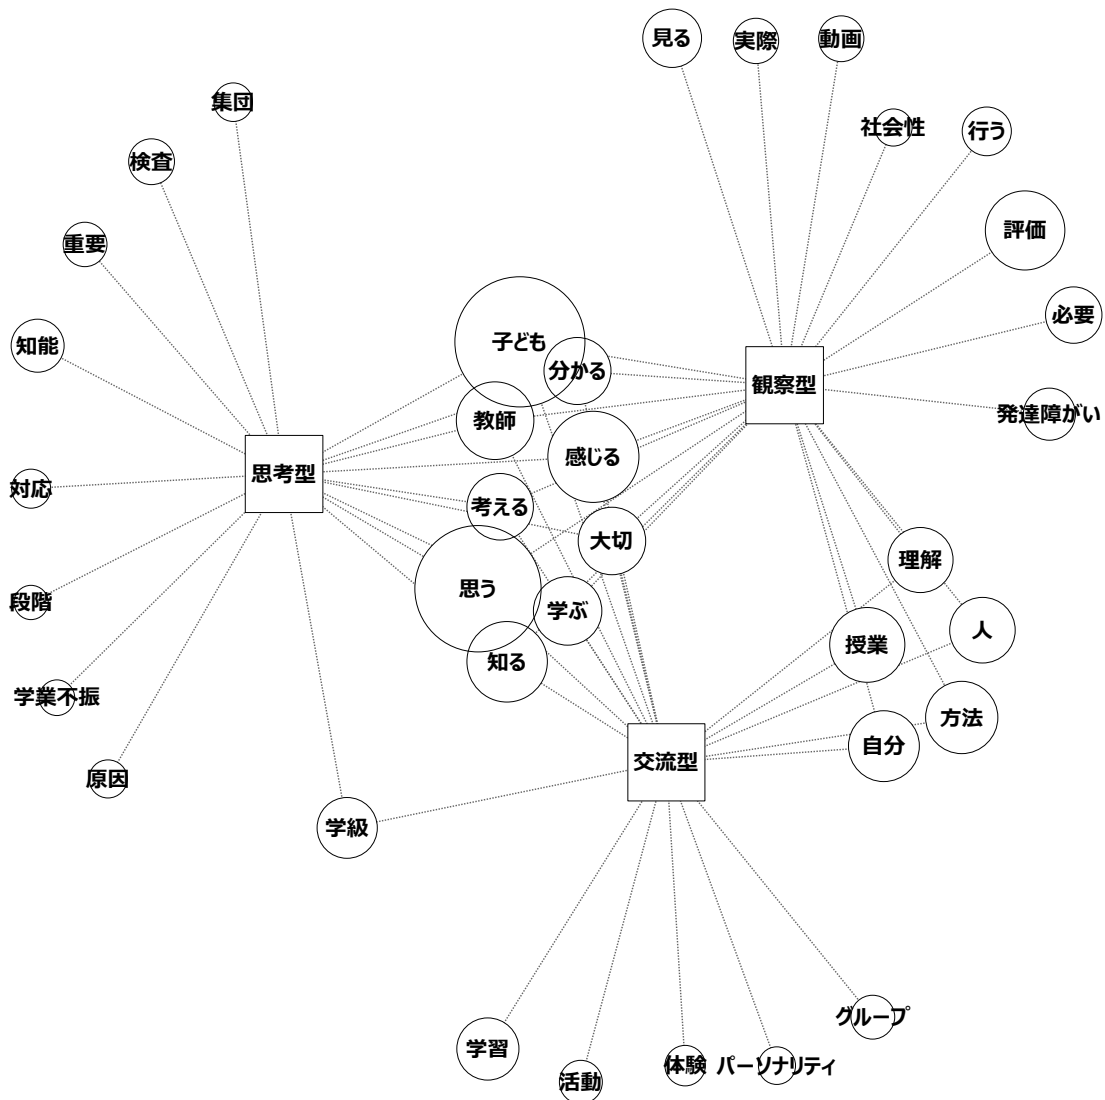 見る
実際
動画
集団
社会性
行う
検査
評価
重要
必要
知能
子ども
分かる
観察型
発達障がい
教師
感じる
思考型
対応
考える
大切
理解
思う
段階
学ぶ
人
授業
知る
学業不振
方法
自分
交流型
原因
学級
グループ
学習
体験
パーソナリティ
活動